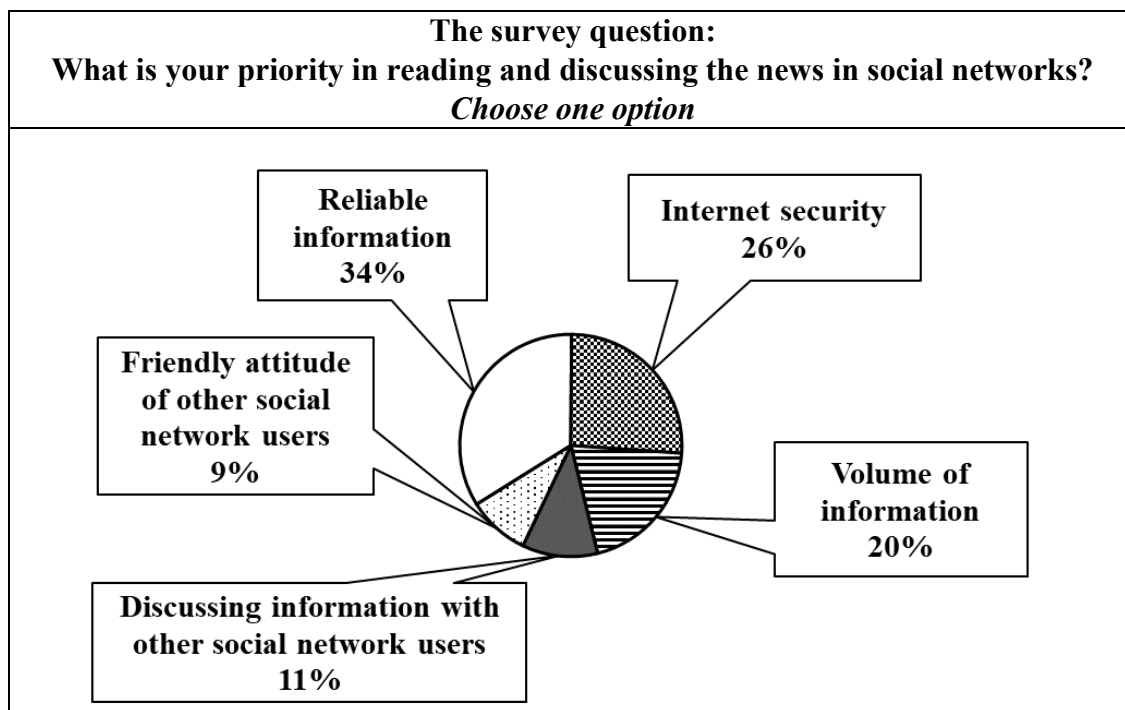 The survey question:
What is your priority in reading and discussing the news in social networks?
Choose one option
Reliable
information
34%
Internet security
26%
Friendly attitude
of other social
network users
9%
Volume of
information
20%
Discussing information with
other social network users
11%